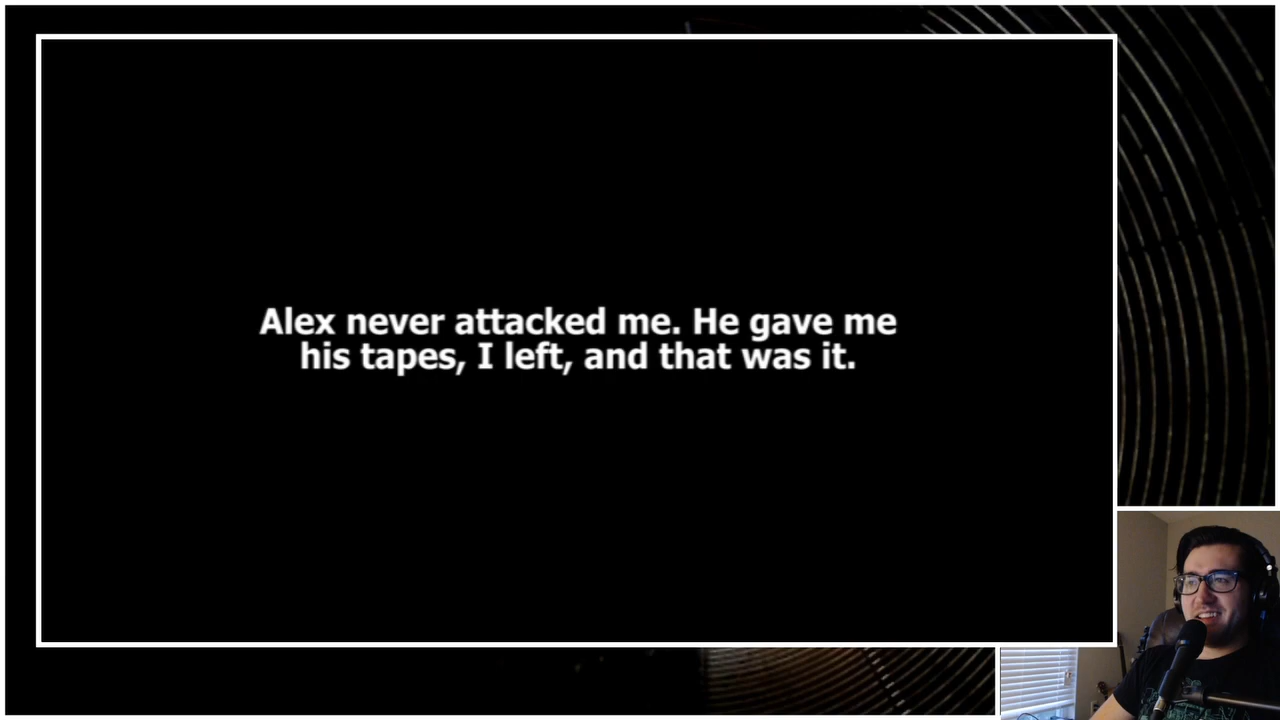 Alex never attacked me. He gave me
his tapes, I left, and that was it.